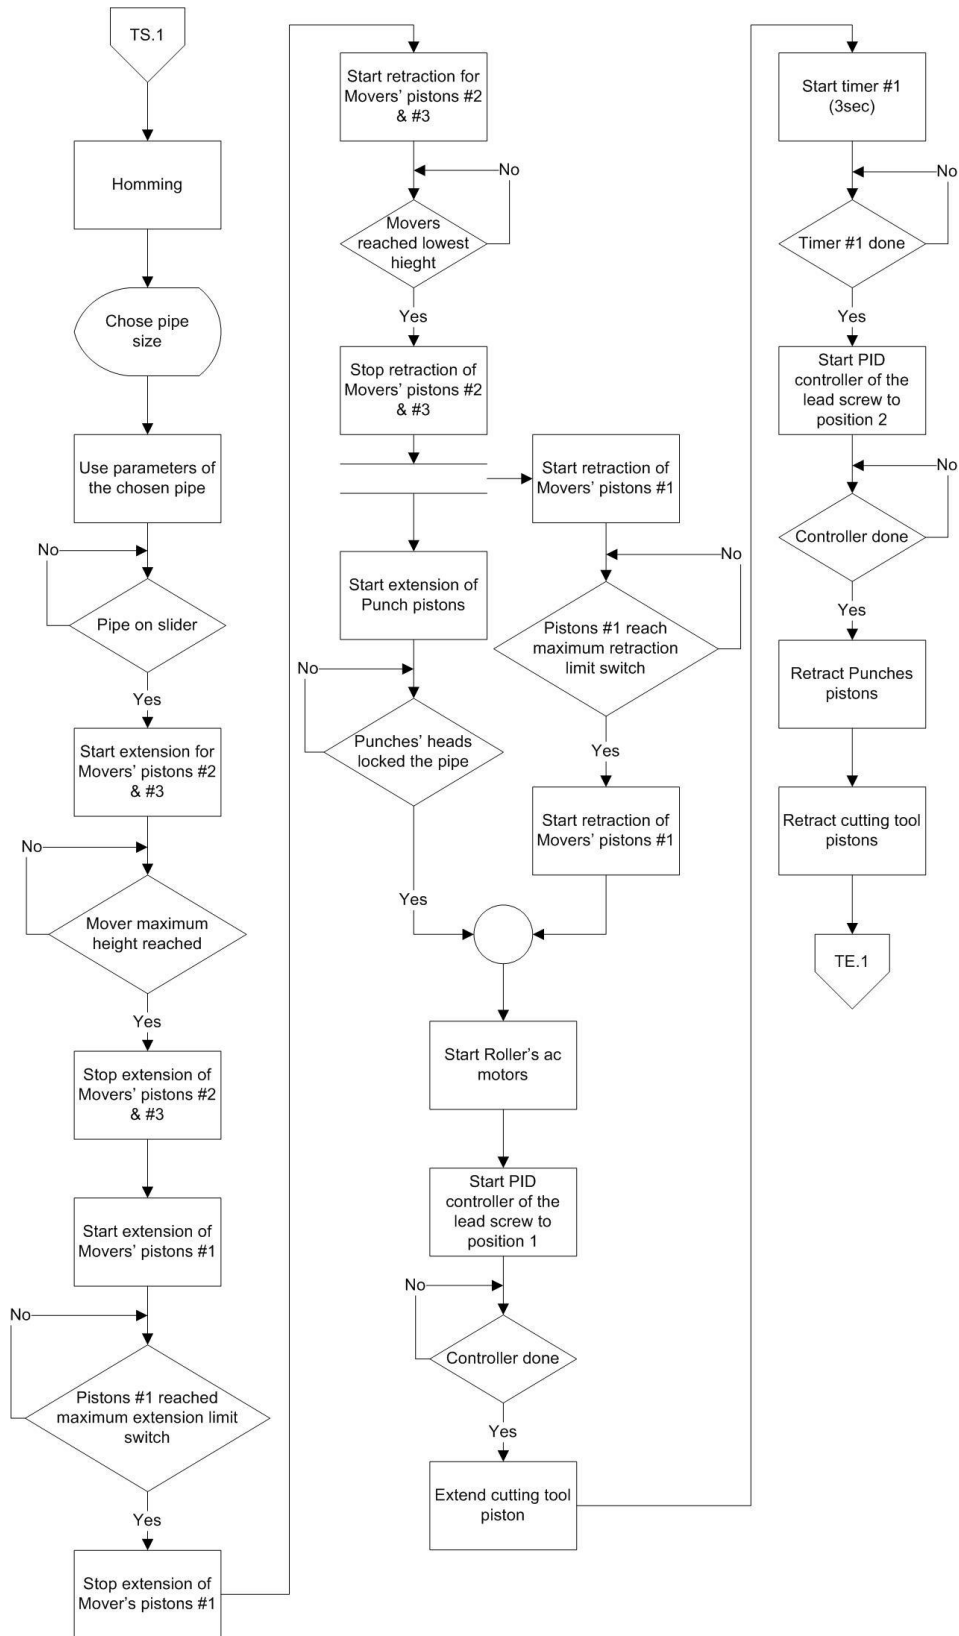 TS.1
Homming
Chose pipe
size
Use parameters of
the chosen pipe
No
Pipe on slider
Yes
Start extension for
Movers' pistons #2
& #3
No
Mover maximum
height reached
Yes
Stop extension of
Movers' pistons #2
& #3
Start extension of
Movers' pistons #1
No
Pistons #1 reached
maximum extension limit
switch
Yes
Stop extension of
Mover's pistons #1
Start retraction for
Movers' pistons #2
& #3
No
Movers
reached lowest
hieght
Yes
Stop retraction of
Movers' pistons #2
& #3
Start extension of
Punch pistons
No
Punches' heads
locked the pipe
Yes
Start retraction of
Movers' pistons #1
No
Pistons #1 reach
maximum retraction
limit switch
Yes
Start retraction of
Movers' pistons #1
Start Roller's ac
motors
Start PID
controller of the
lead screw to
position 1
No
Controller done
Yes
Extend cutting tool
piston
Start timer #1
(3sec)
No
Timer #1 done
Yes
Start PID
controller of the
lead screw to
position 2
No
Controller done
Yes
Retract Punches
pistons
Retract cutting tool
pistons
TE.1